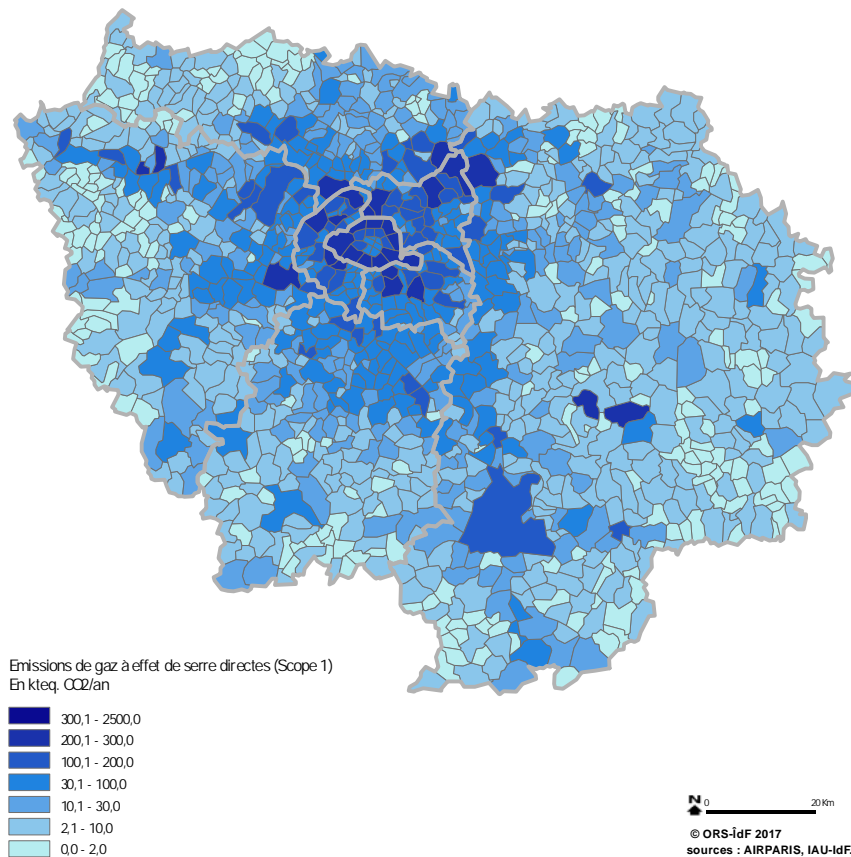 Emissions de gaz à effet de serre directes (Scope 1)
En kteq. CO2/an
300,1 - 2500,0
200,1 - 300,0
100,1 - 200,0
30,1 - 100,0
10,1 - 30,0
2,1 - 10,0
0,0 - 2,0
N 0 20 Km
© ORS-ÎdF 2017
sources : AIRPARIS, IAU-IdF.